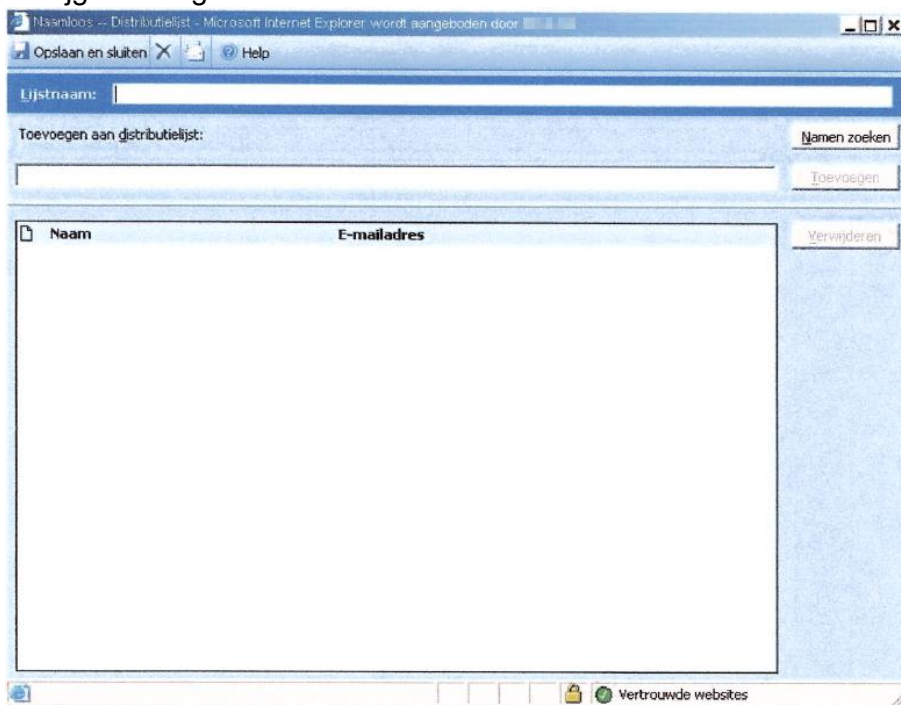 Naamloos -- Distributielijst - Microsoft Internet Explorer wordt aangeboden door
Opslaan en sluiten Help
Lijstnaam:
Toevoegen aan distributielijst:
Namen zoeken
Toevoegen
Naam E-mailadres
Verwijderen
Vertrouwde websites